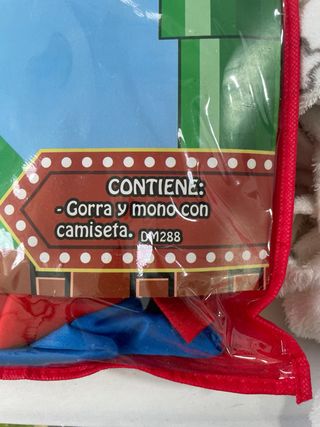 CONTIENE:
- Gorra y mono con
camiseta. DM288